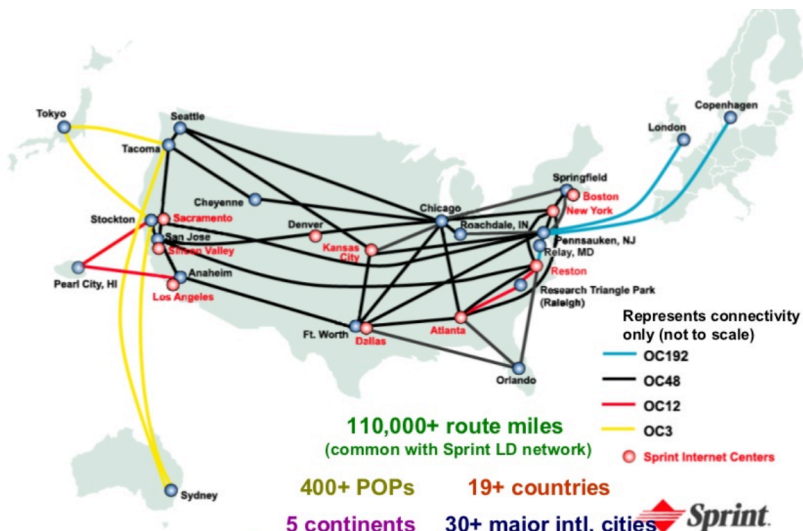 Copenhagen
London
Tokyo
Seattle
Tacoma
Springfield
Boston
Cheyenne
Chicago
New York
Stockton
Sacramento
Denver
Roachdale, IN
San Jose
Silicon Valley
Kansas
City
Pennsauken, NJ
Relay, MD
Reston
Anaheim
Pearl City, HI
Los Angeles
Research Triangle Park
(Raleigh)
Ft. Worth
Dallas
Atlanta
Orlando
Sydney
Represents connectivity
only (not to scale)
OC192
OC48
OC12
OC3
Sprint Internet Centers
110,000+ route miles
(common with Sprint LD network)
400+ POPs
19+ countries
5 continents
30+ major intl. cities
Sprint